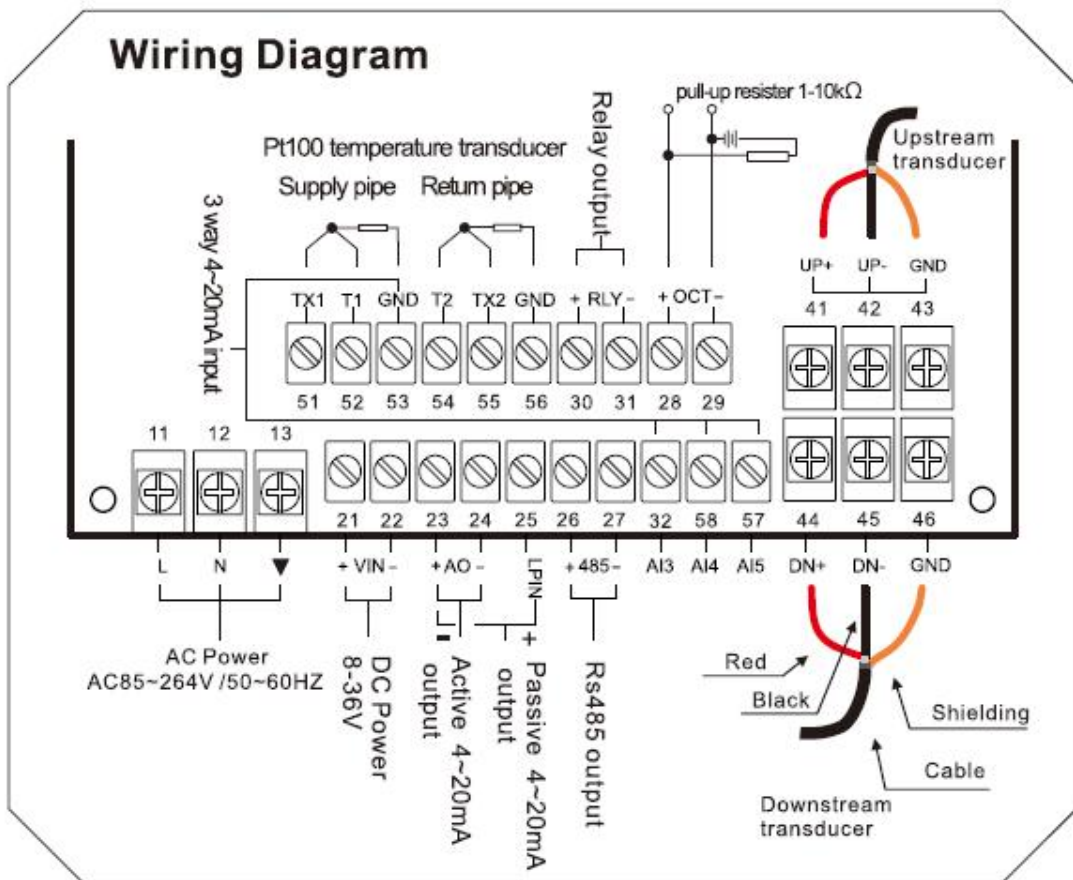 Wiring Diagram
pull-up resister 1-10kΩ
Relay output
Upstream
transducer
Pt100 temperature transducer
Supply pipe
Return pipe
3 way 4~20mA input
UP+ UP- GND
41 42 43
TX1 T1 GND T2 TX2 GND + RLY - + OCT -
51 52 53 54 55 56 30 31 28 29
11 12 13
21 22 23 24 25 26 27 32 58 57
44 45 46
L N ▼
+ VIN - + AO - LPIN + 485 - AI3 AI4 AI5
DN+ DN- GND
AC Power
AC85~264V /50~60HZ
DC Power
8-36V
-
Active 4~20mA
output
+ Passive 4~20mA
output
Rs485 output
Red
Black
Shielding
Cable
Downstream
transducer